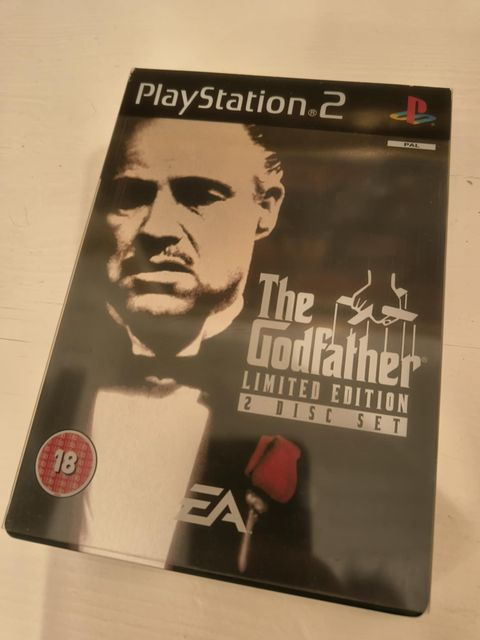 PlayStation®2
PAL
The
Godfather®
LIMITED EDITION
2 DISC SET
18
EA